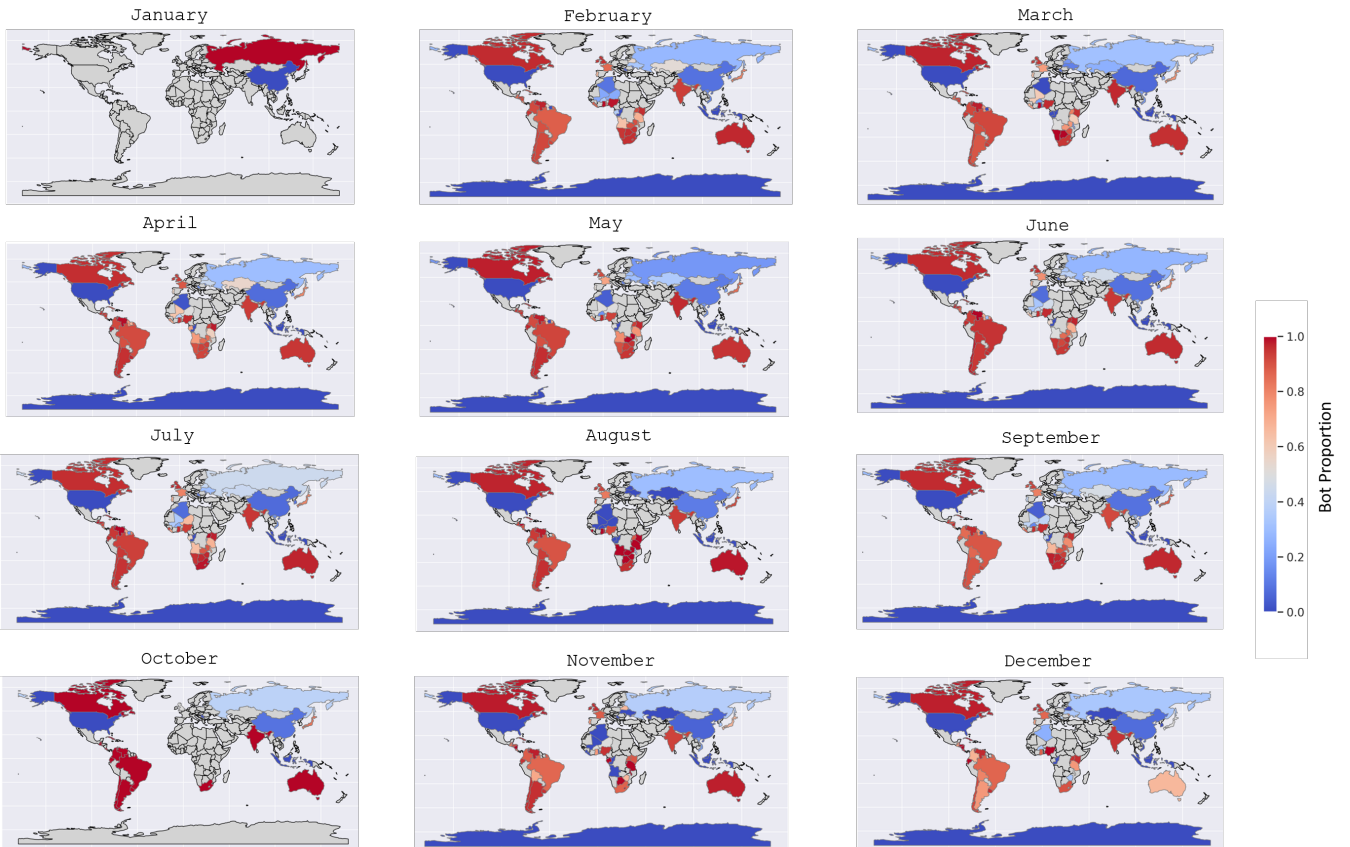 January
February
March
April
May
June
July
August
September
October
November
December
1.0
0.8
0.6
0.4
0.2
0.0
Bot Proportion